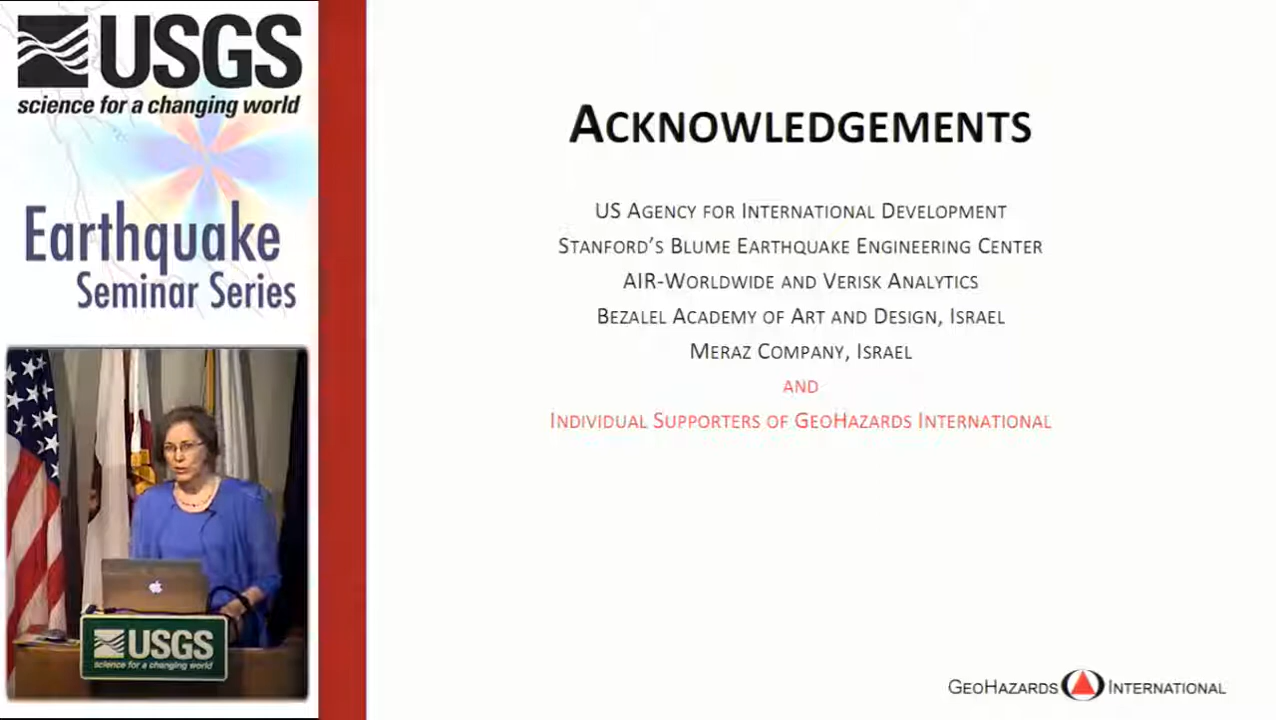 USGS
science for a changing world
Earthquake
Seminar Series
USGS
science for a changing world
ACKNOWLEDGEMENTS
US AGENCY FOR INTERNATIONAL DEVELOPMENT
STANFORD'S BLUME EARTHQUAKE ENGINEERING CENTER
AIR-WORLDWIDE AND VERISK ANALYTICS
BEZALEL ACADEMY OF ART AND DESIGN, ISRAEL
MERAZ COMPANY, ISRAEL
AND
INDIVIDUAL SUPPORTERS OF GEOHAZARDS INTERNATIONAL
GEOHAZARDS INTERNATIONAL